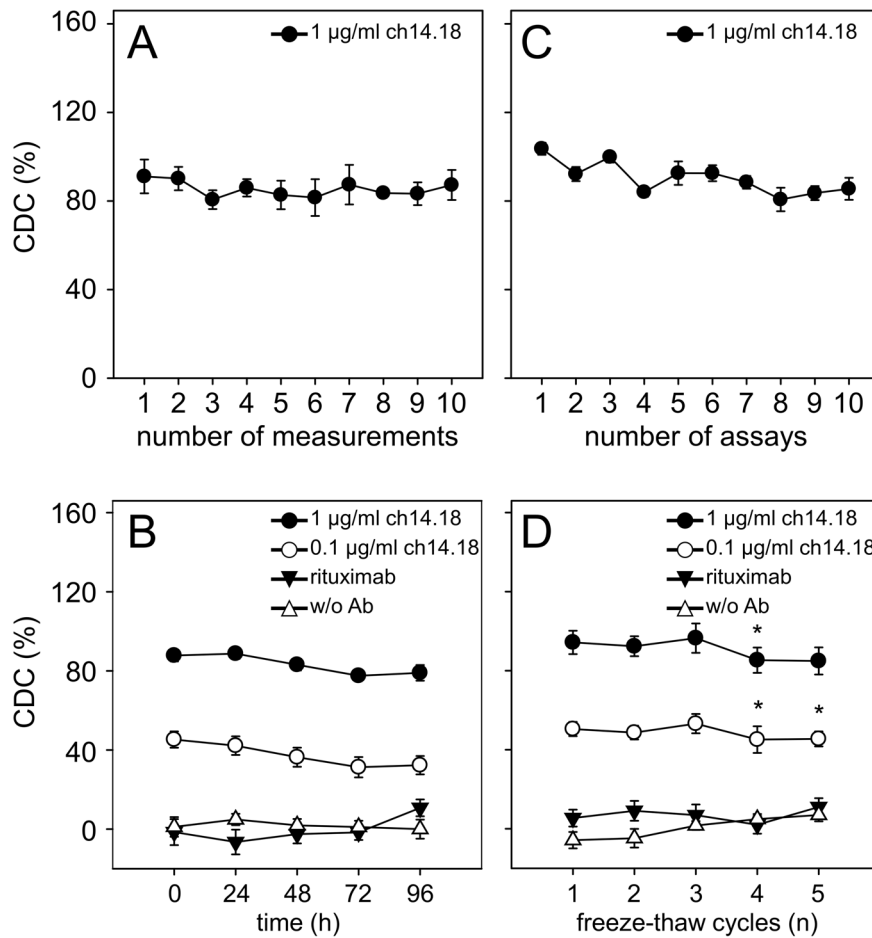 A
1 µg/ml ch14.18
CDC (%)
160
120
80
40
0
1 2 3 4 5 6 7 8 9 10
number of measurements
C
1 µg/ml ch14.18
1 2 3 4 5 6 7 8 9 10
number of assays
B
1 µg/ml ch14.18
0.1 µg/ml ch14.18
rituximab
w/o Ab
CDC (%)
160
120
80
40
0
0 24 48 72 96
time (h)
D
1 µg/ml ch14.18
0.1 µg/ml ch14.18
rituximab
w/o Ab
*
* *
1 2 3 4 5
freeze-thaw cycles (n)